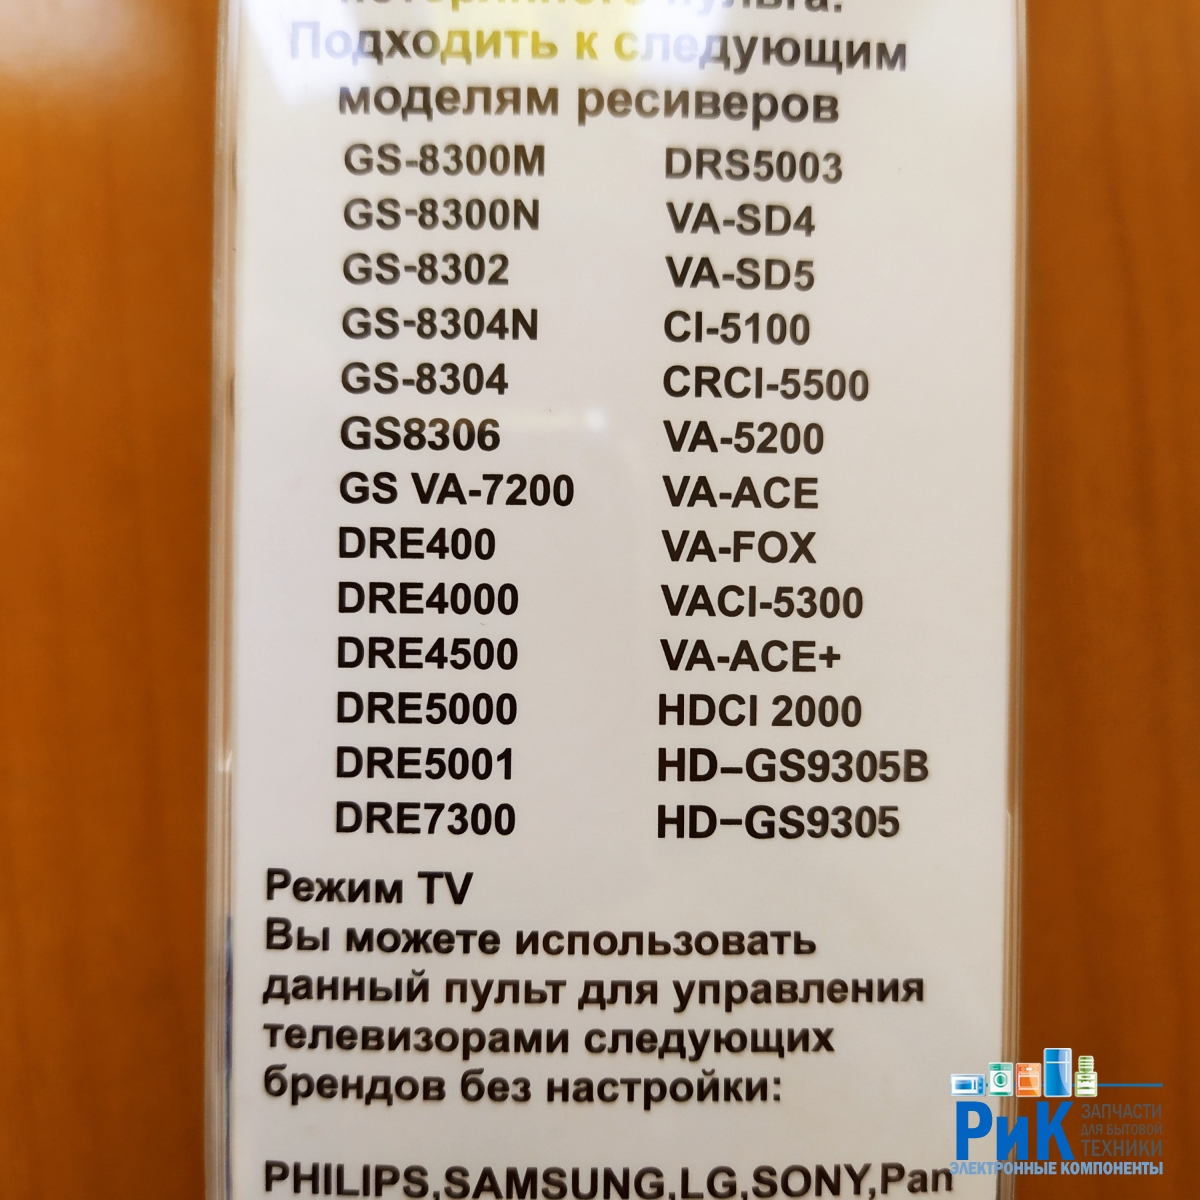 Подходить к следующим
моделям ресиверов
GS-8300M DRS5003
GS-8300N VA-SD4
GS-8302 VA-SD5
GS-8304N CI-5100
GS-8304 CRCI-5500
GS8306 VA-5200
GS VA-7200 VA-ACE
DRE400 VA-FOX
DRE4000 VACI-5300
DRE4500 VA-ACE+
DRE5000 HDCI 2000
DRE5001 HD-GS9305B
DRE7300 HD-GS9305
Режим TV
Вы можете использовать
данный пульт для управления
телевизорами следующих
брендов без настройки:
PHILIPS,SAMSUNG,LG,SONY,Pan
РиК
ЗАПЧАСТИ
ДЛЯ БЫТОВОЙ
ТЕХНИКИ
ЭЛЕКТРОННЫЕ КОМПОНЕНТЫ